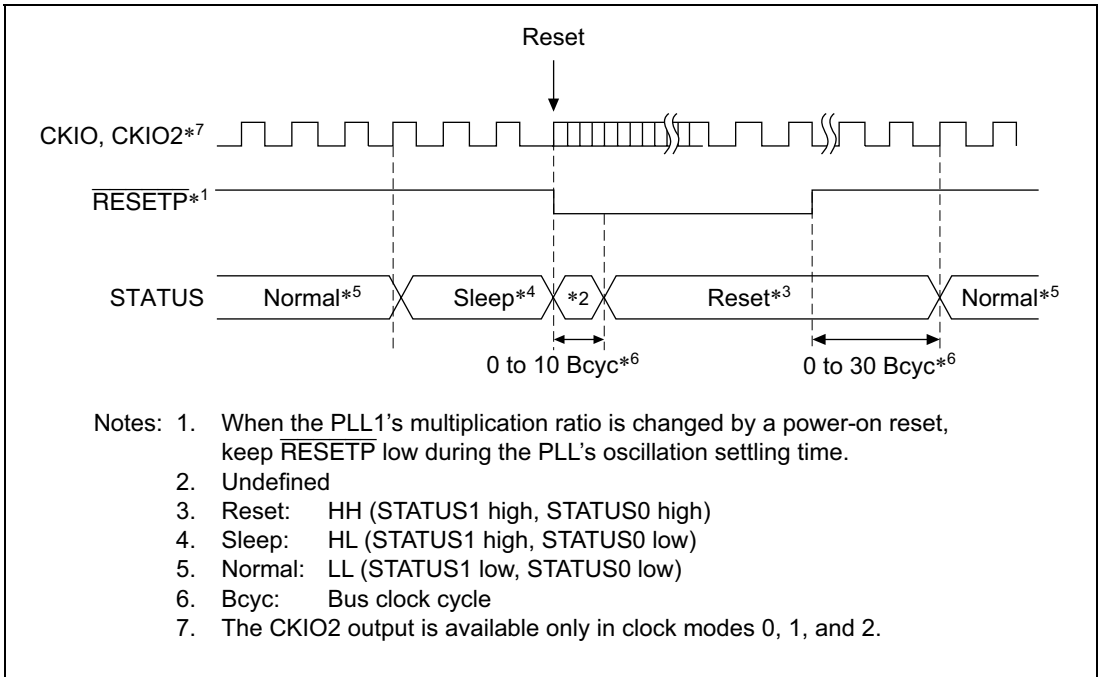 Reset
CKIO, CKIO2*7
RESETP*1
STATUS Normal*5 Sleep*4 *2 Reset*3 Normal*5
0 to 10 Bcyc*6 0 to 30 Bcyc*6
Notes: 1. When the PLL1's multiplication ratio is changed by a power-on reset,
keep RESETP low during the PLL's oscillation settling time.
2. Undefined
3. Reset: HH (STATUS1 high, STATUS0 high)
4. Sleep: HL (STATUS1 high, STATUS0 low)
5. Normal: LL (STATUS1 low, STATUS0 low)
6. Bcyc: Bus clock cycle
7. The CKIO2 output is available only in clock modes 0, 1, and 2.